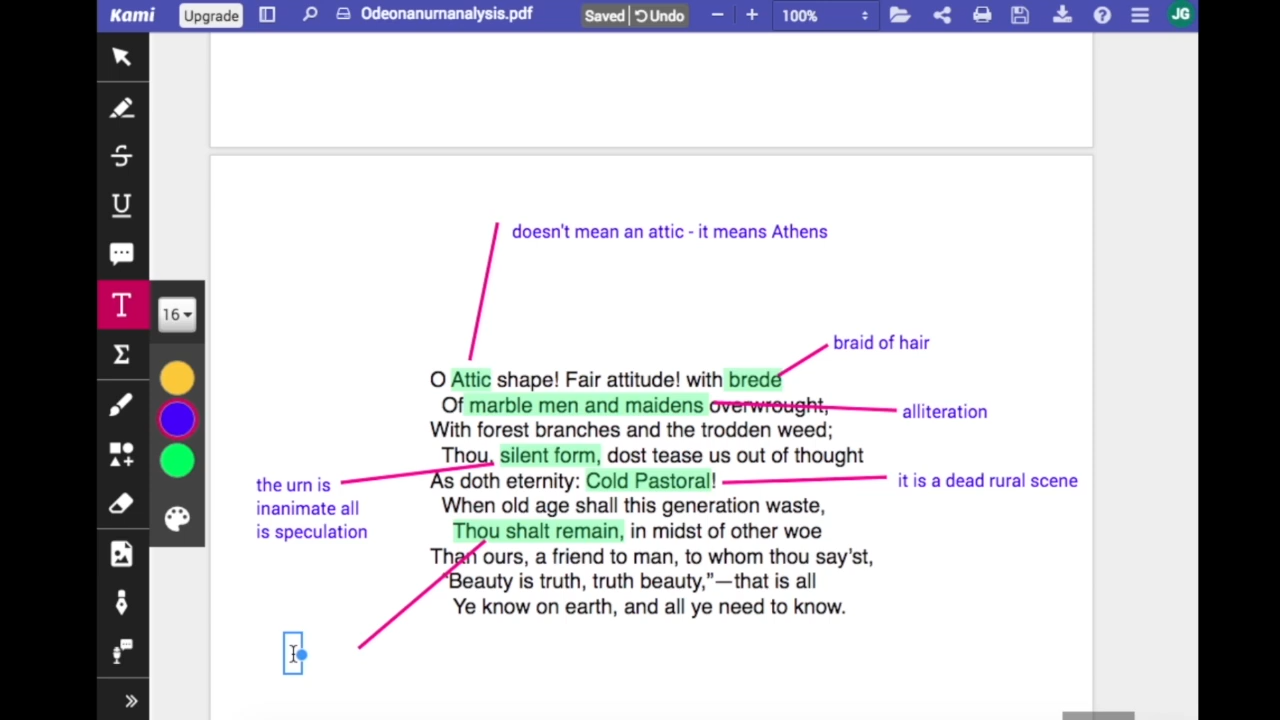 Kami
Upgrade
Odeonanurnanalysis.pdf
Saved
Undo
100%
JG
16
doesn't mean an attic - it means Athens
braid of hair
O Attic shape! Fair attitude! with brede
Of marble men and maidens overwrought,
alliteration
With forest branches and the trodden weed;
Thou, silent form, dost tease us out of thought
As doth eternity: Cold Pastoral!
it is a dead rural scene
the urn is
inanimate all
is speculation
When old age shall this generation waste,
Thou shalt remain, in midst of other woe
Than ours, a friend to man, to whom thou say'st,
“Beauty is truth, truth beauty,”—that is all
Ye know on earth, and all ye need to know.